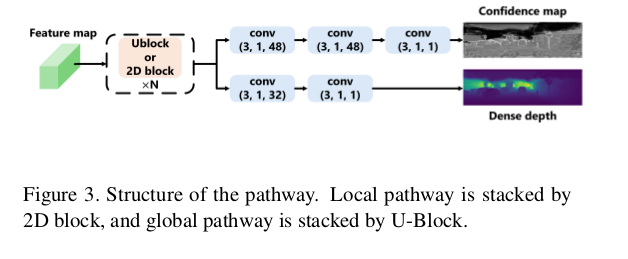 Confidence map
Feature map
Ublock
or
2D block
×N
conv
(3, 1, 48)
conv
(3, 1, 48)
conv
(3, 1, 1)
conv
(3, 1, 32)
conv
(3, 1, 1)
Dense depth
Figure 3. Structure of the pathway. Local pathway is stacked by
2D block, and global pathway is stacked by U-Block.